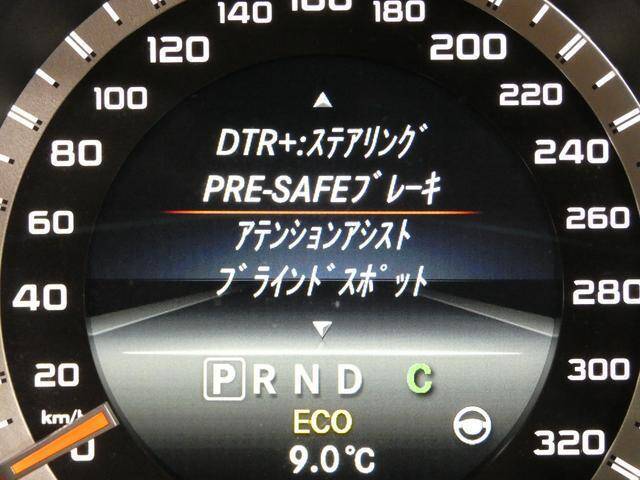 140
160
180
120
200
100
220
80
240
60
260
40
280
20
300
km/h
0
320
DTR+:ｽﾃｱﾘﾝｸﾞ
PRE-SAFEﾌﾞﾚｰｷ
ｱﾃﾝｼｮﾝｱｼｽﾄ
ﾌﾞﾗｲﾝﾄﾞｽﾎﾟｯﾄ
P R N D C
ECO
9.0°C